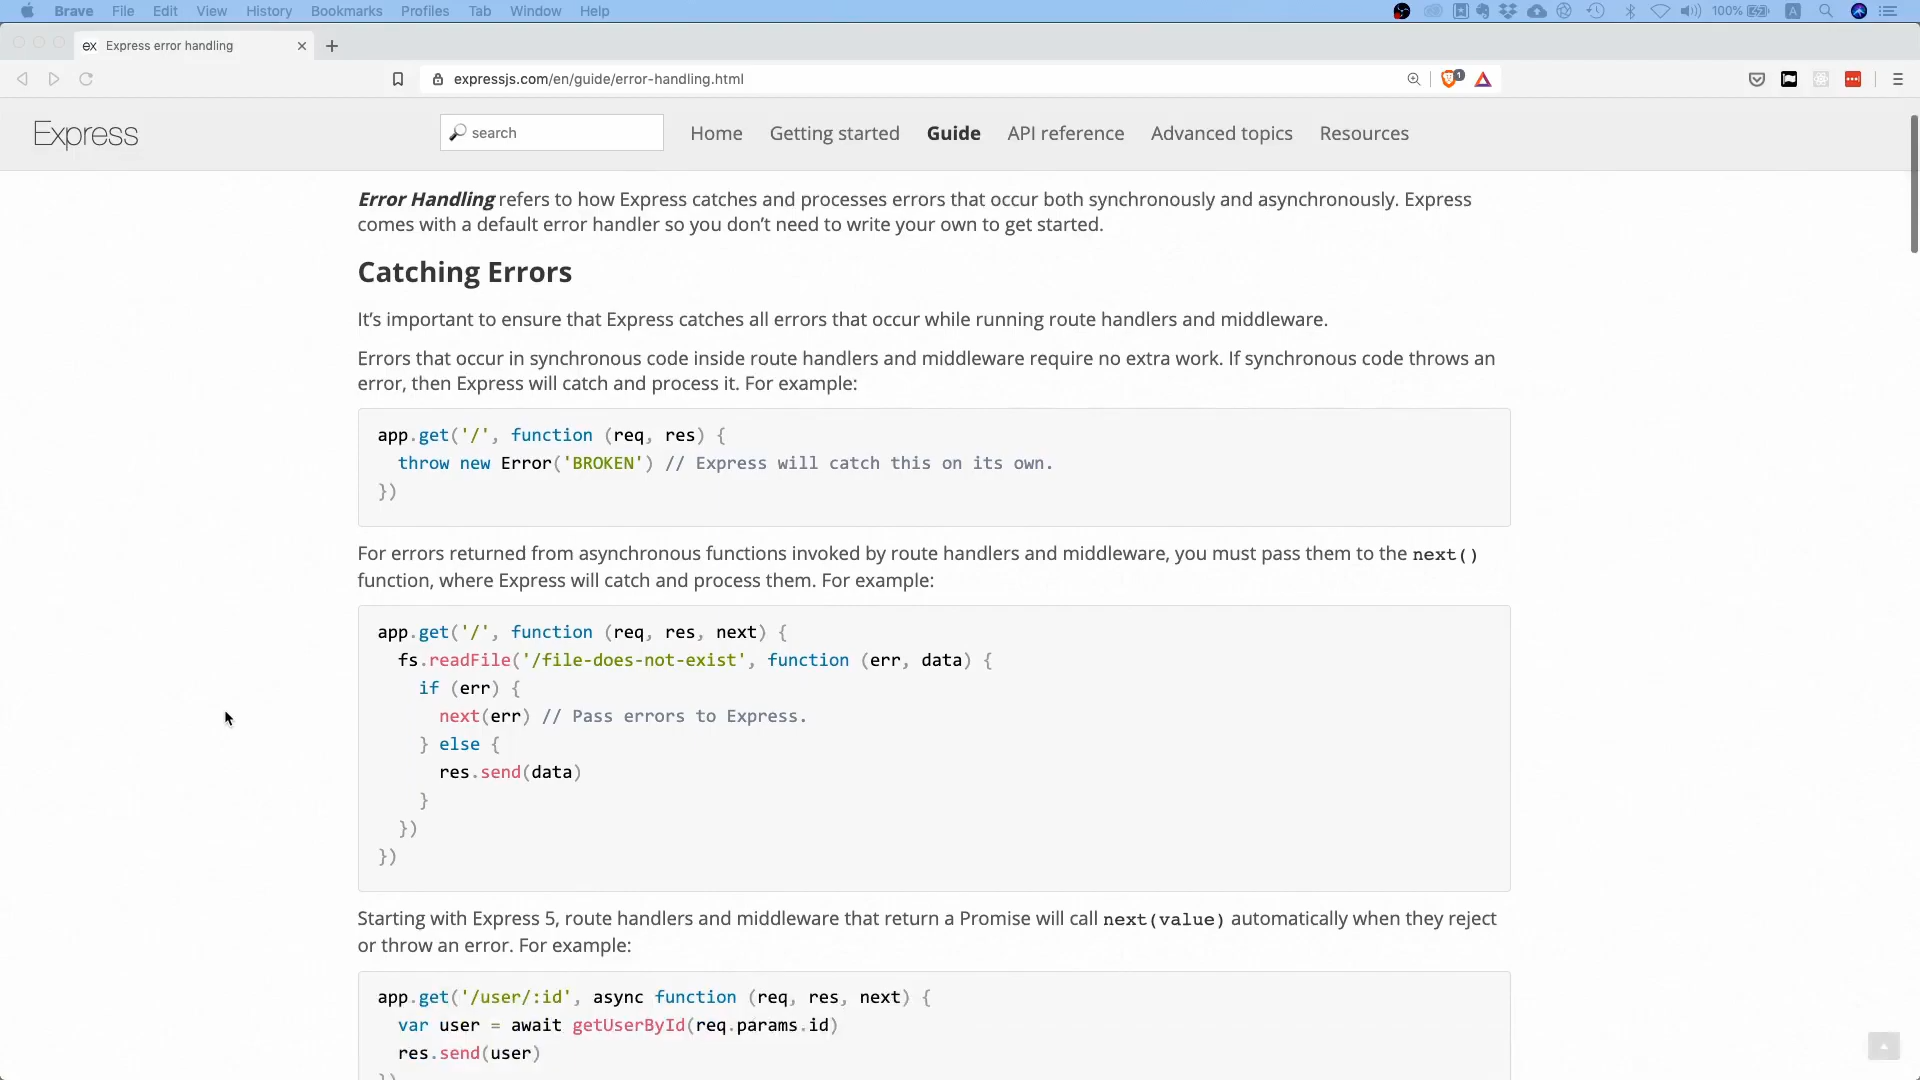 Brave File Edit View History Bookmarks Profiles Tab Window Help 100% A
ex Express error handling
expressjs.com/en/guide/error-handling.html 1
Express search Home Getting started Guide API reference Advanced topics Resources
Error Handling refers to how Express catches and processes errors that occur both synchronously and asynchronously. Express
comes with a default error handler so you don’t need to write your own to get started.
Catching Errors
It’s important to ensure that Express catches all errors that occur while running route handlers and middleware.
Errors that occur in synchronous code inside route handlers and middleware require no extra work. If synchronous code throws an
error, then Express will catch and process it. For example:
app.get('/', function (req, res) {
  throw new Error('BROKEN') // Express will catch this on its own.
})
For errors returned from asynchronous functions invoked by route handlers and middleware, you must pass them to the next()
function, where Express will catch and process them. For example:
app.get('/', function (req, res, next) {
  fs.readFile('/file-does-not-exist', function (err, data) {
    if (err) {
      next(err) // Pass errors to Express.
    } else {
      res.send(data)
    }
  })
})
Starting with Express 5, route handlers and middleware that return a Promise will call next(value) automatically when they reject
or throw an error. For example:
app.get('/user/:id', async function (req, res, next) {
  var user = await getUserById(req.params.id)
  res.send(user)
})